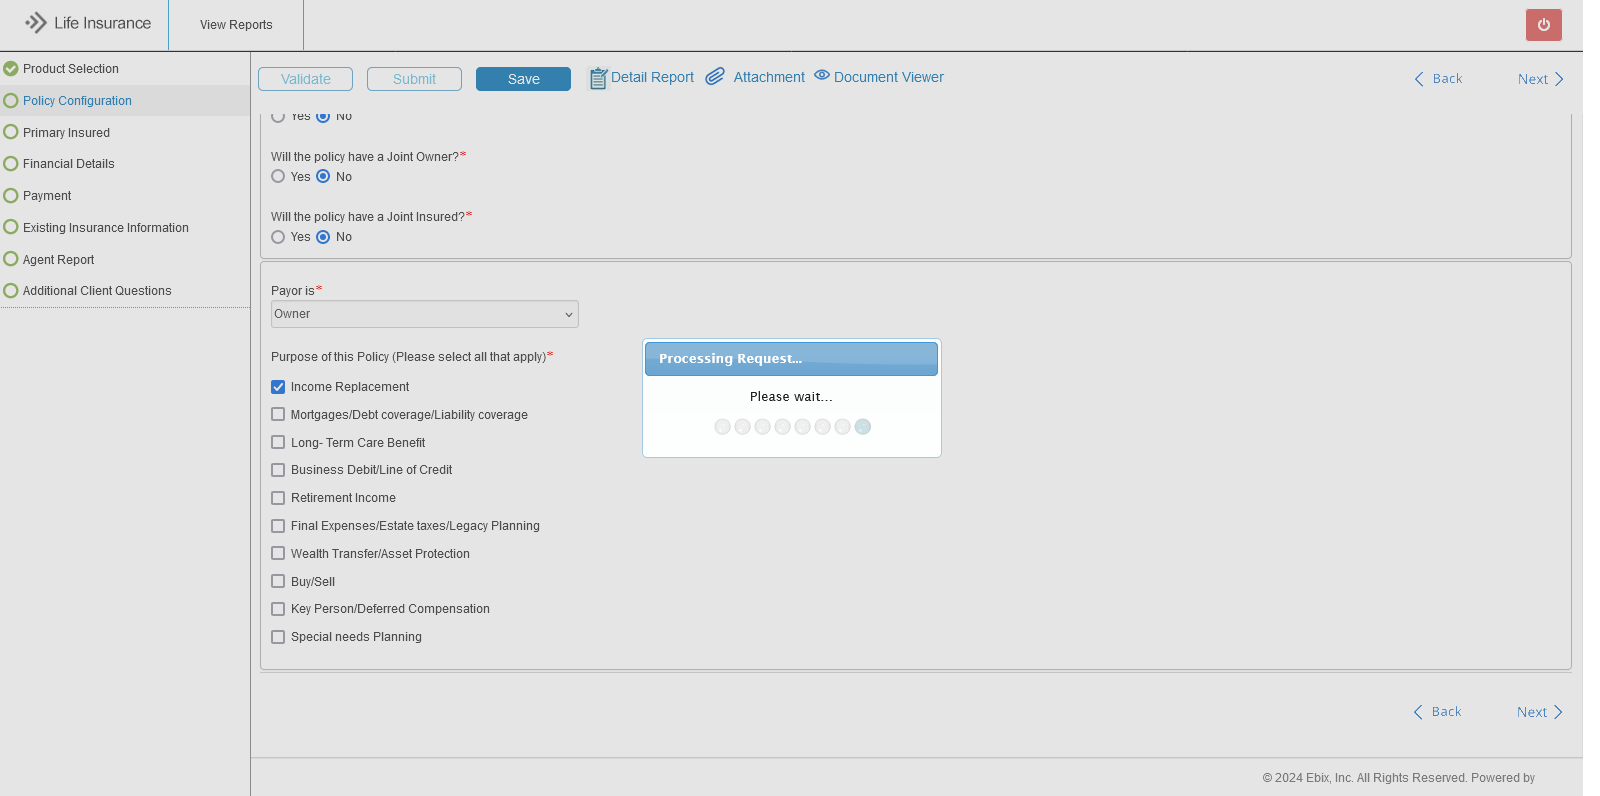 Life Insurance
View Reports
Product Selection
Policy Configuration
Primary Insured
Financial Details
Payment
Existing Insurance Information
Agent Report
Additional Client Questions
Validate
Submit
Save
Detail Report
Attachment
Document Viewer
Back
Next
Yes No
Will the policy have a Joint Owner?*
Yes No
Will the policy have a Joint Insured?*
Yes No
Payor is*
Owner
Purpose of this Policy (Please select all that apply)*
Income Replacement
Mortgages/Debt coverage/Liability coverage
Long- Term Care Benefit
Business Debit/Line of Credit
Retirement Income
Final Expenses/Estate taxes/Legacy Planning
Wealth Transfer/Asset Protection
Buy/Sell
Key Person/Deferred Compensation
Special needs Planning
Processing Request...
Please wait...
Back
Next
© 2024 Ebix, Inc. All Rights Reserved. Powered by